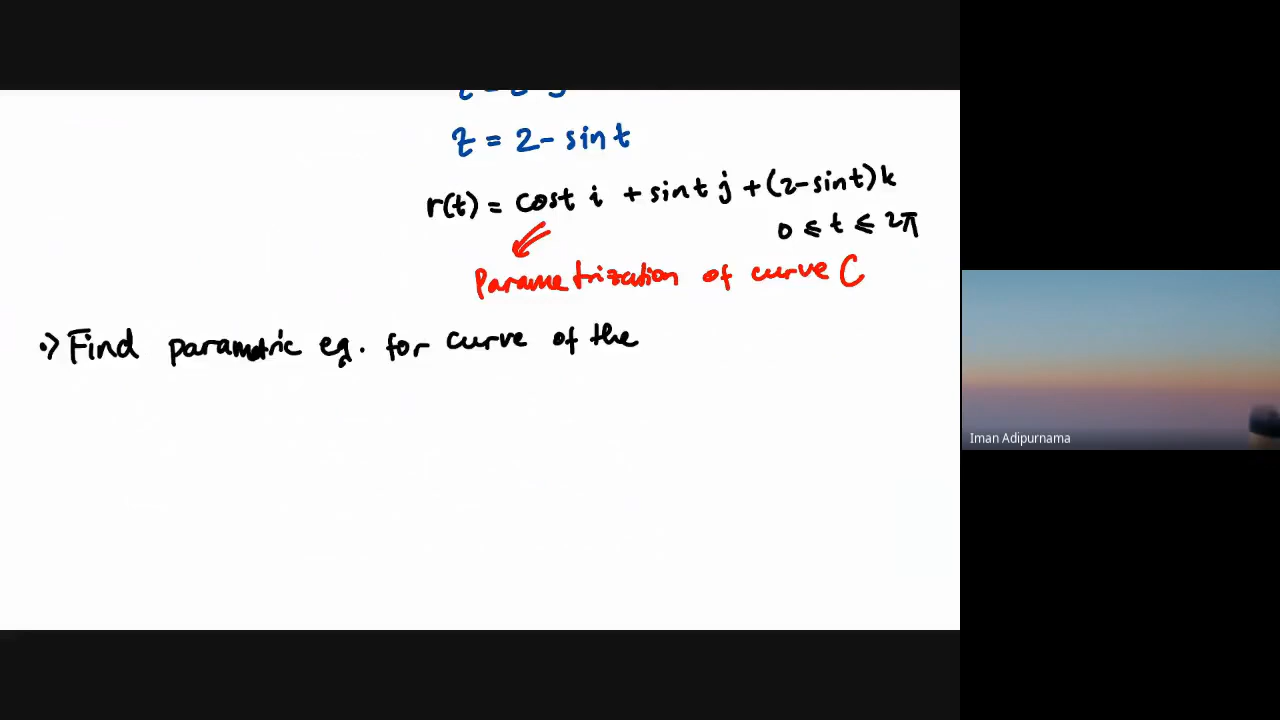 z = 2 - sin t
r(t) = cost i + sint j + (2-sint) k
0 ≤ t ≤ 2π
Parametrization of curve C
•> Find parametric eq. for curve of the
Iman Adipurnama